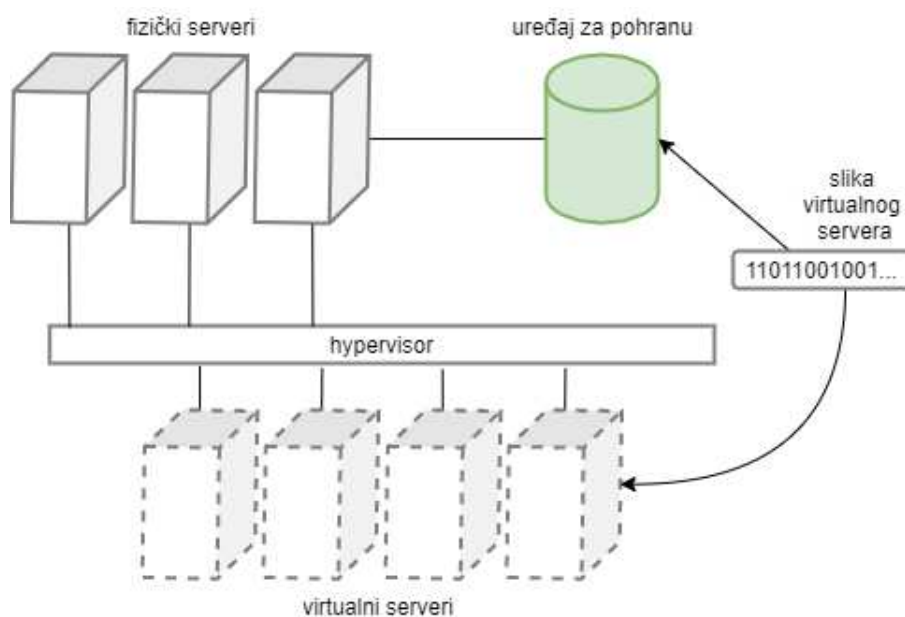 fizički serveri
uređaj za pohranu
slika
virtualnog
servera
11011001001...
hypervisor
virtualni serveri